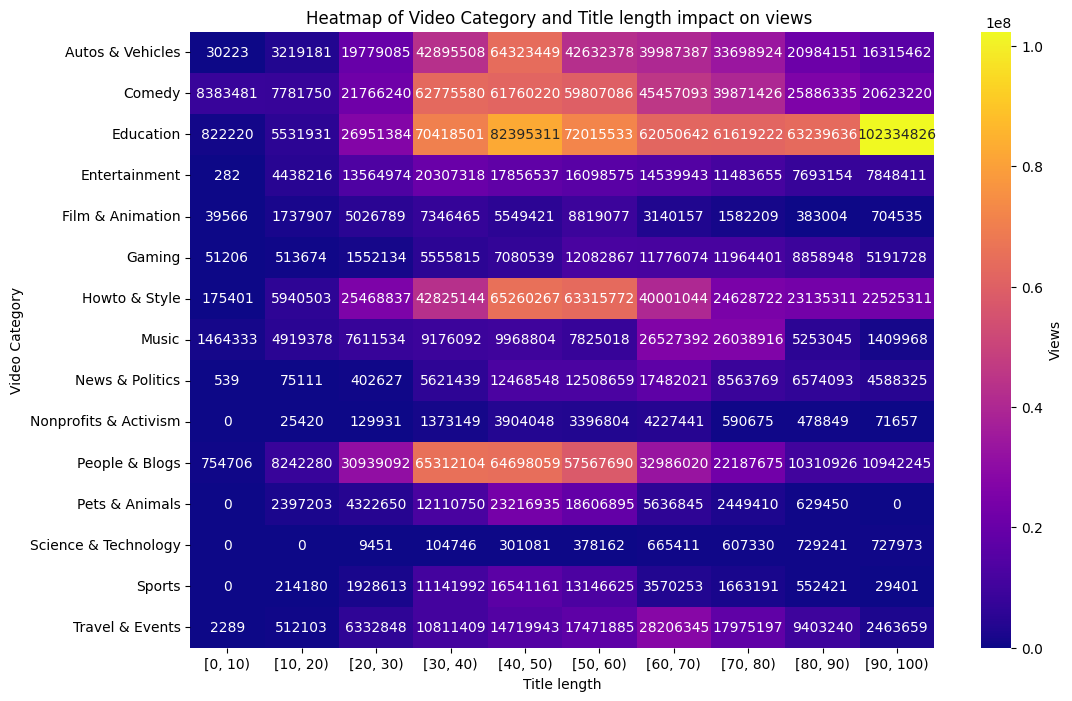 Heatmap of Video Category and Title length impact on views
1e8
Autos & Vehicles 30223 3219181 19779085 42895508 64323449 42632378 39987387 33698924 20984151 16315462
1.0
Comedy 8383481 7781750 21766240 62775580 61760220 59807086 45457093 39871426 25886335 20623220
Education 822220 5531931 26951384 70418501 82395311 72015533 62050642 61619222 63239636 102334826
0.8
Entertainment 282 4438216 13564974 20307318 17856537 16098575 14539943 11483655 7693154 7848411
Film & Animation 39566 1737907 5026789 7346465 5549421 8819077 3140157 1582209 383004 704535
0.6
Gaming 51206 513674 1552134 5555815 7080539 12082867 11776074 11964401 8858948 5191728
Howto & Style 175401 5940503 25468837 42825144 65260267 63315772 40001044 24628722 23135311 22525311
Music 1464333 4919378 7611534 9176092 9968804 7825018 26527392 26038916 5253045 1409968
Video Category
Views
News & Politics 539 75111 402627 5621439 12468548 12508659 17482021 8563769 6574093 4588325
0.4
Nonprofits & Activism 0 25420 129931 1373149 3904048 3396804 4227441 590675 478849 71657
People & Blogs 754706 8242280 30939092 65312104 64698059 57567690 32986020 22187675 10310926 10942245
Pets & Animals 0 2397203 4322650 12110750 23216935 18606895 5636845 2449410 629450 0
0.2
Science & Technology 0 0 9451 104746 301081 378162 665411 607330 729241 727973
Sports 0 214180 1928613 11141992 16541161 13146625 3570253 1663191 552421 29401
Travel & Events 2289 512103 6332848 10811409 14719943 17471885 28206345 17975197 9403240 2463659
0.0
[0, 10) [10, 20) [20, 30) [30, 40) [40, 50) [50, 60) [60, 70) [70, 80) [80, 90) [90, 100)
Title length